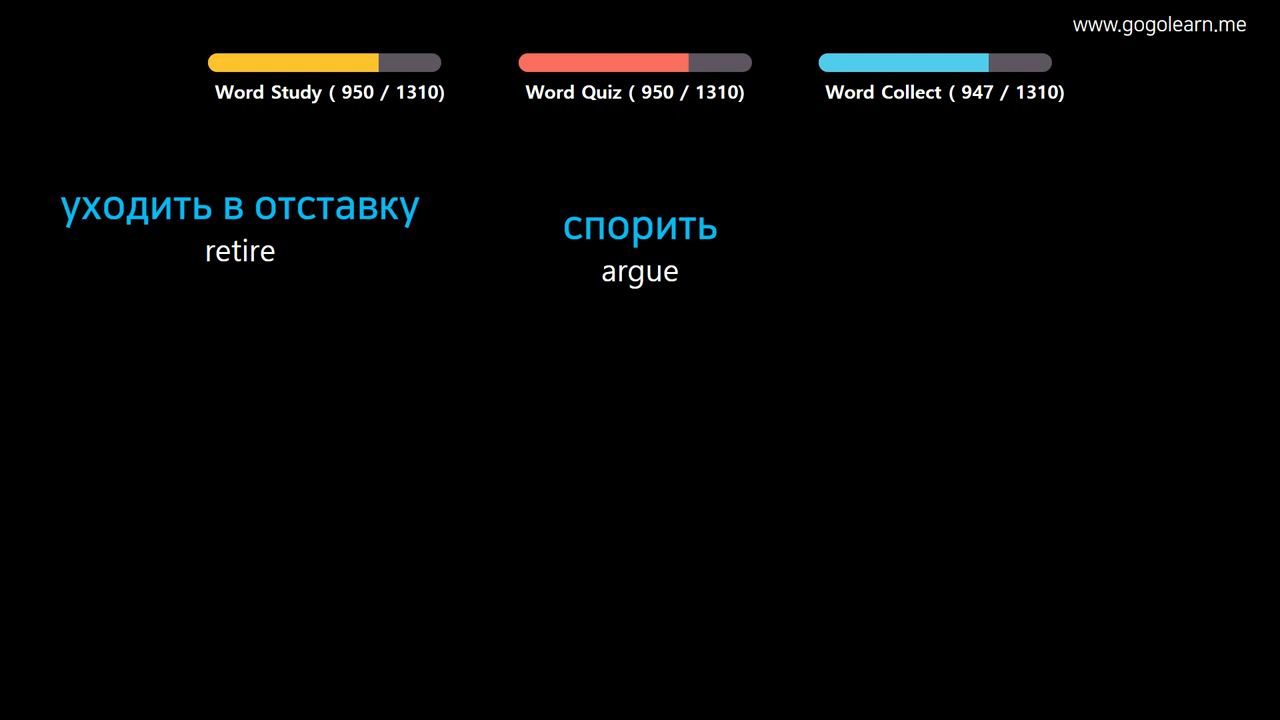 www.gogolearn.me
Word Study ( 950 / 1310)
Word Quiz ( 950 / 1310)
Word Collect ( 947 / 1310)
уходить в отставку
retire
спорить
argue